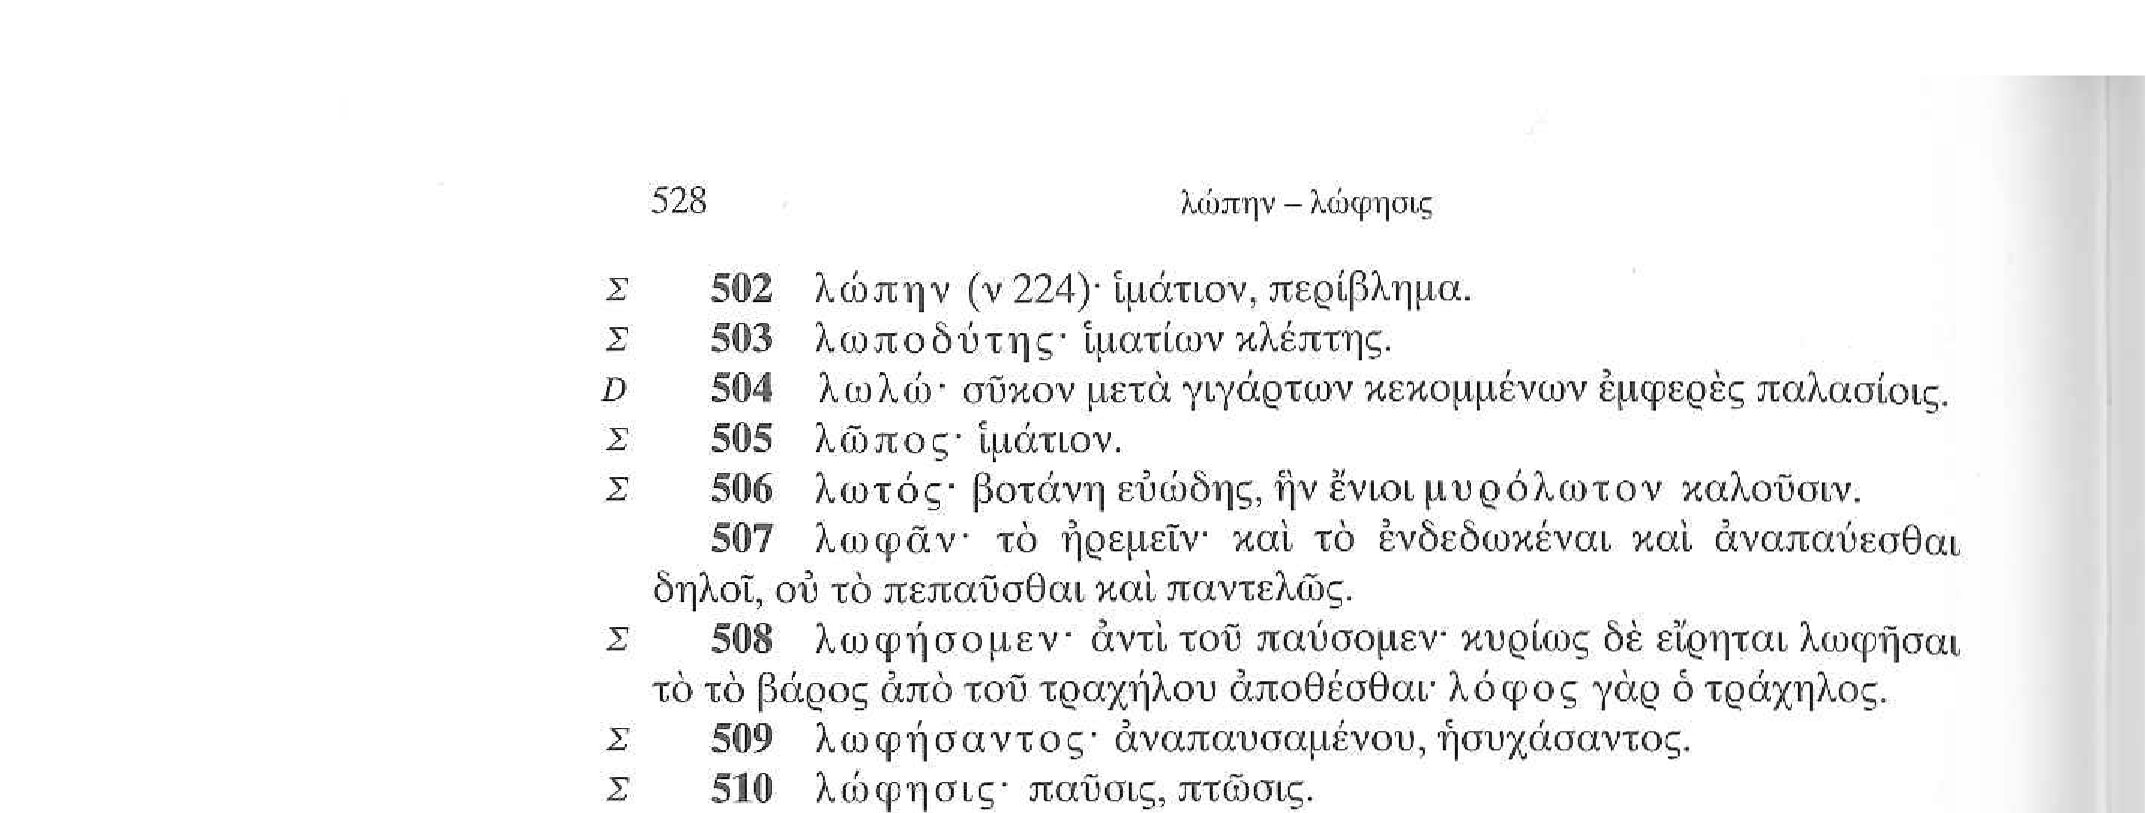 528 λώπην – λώφησις
Σ 502 λώπην (ν 224)· ἱμάτιον, περίβλημα.
Σ 503 λωποδύτης· ἱματίων κλέπτης.
D 504 λωλώ· σῦκον μετὰ γιγάρτων κεκομμένων ἐμφερὲς παλασίοις.
Σ 505 λῶπος· ἱμάτιον.
Σ 506 λωτός· βοτάνη εὐώδης, ἣν ἔνιοι μυρόλωτον καλοῦσιν.
507 λωφᾶν· τὸ ἠρεμεῖν· καὶ τὸ ἐνδεδωκέναι καὶ ἀναπαύεσθαι
δηλοῖ, οὐ τὸ πεπαῦσθαι καὶ παντελῶς.
Σ 508 λωφήσομεν· ἀντὶ τοῦ παύσομεν· κυρίως δὲ εἴρηται λωφῆσαι
τὸ τὸ βάρος ἀπὸ τοῦ τραχήλου ἀποθέσθαι· λόφος γὰρ ὁ τράχηλος.
Σ 509 λωφήσαντος· ἀναπαυσαμένου, ἡσυχάσαντος.
Σ 510 λώφησις· παῦσις, πτῶσις.